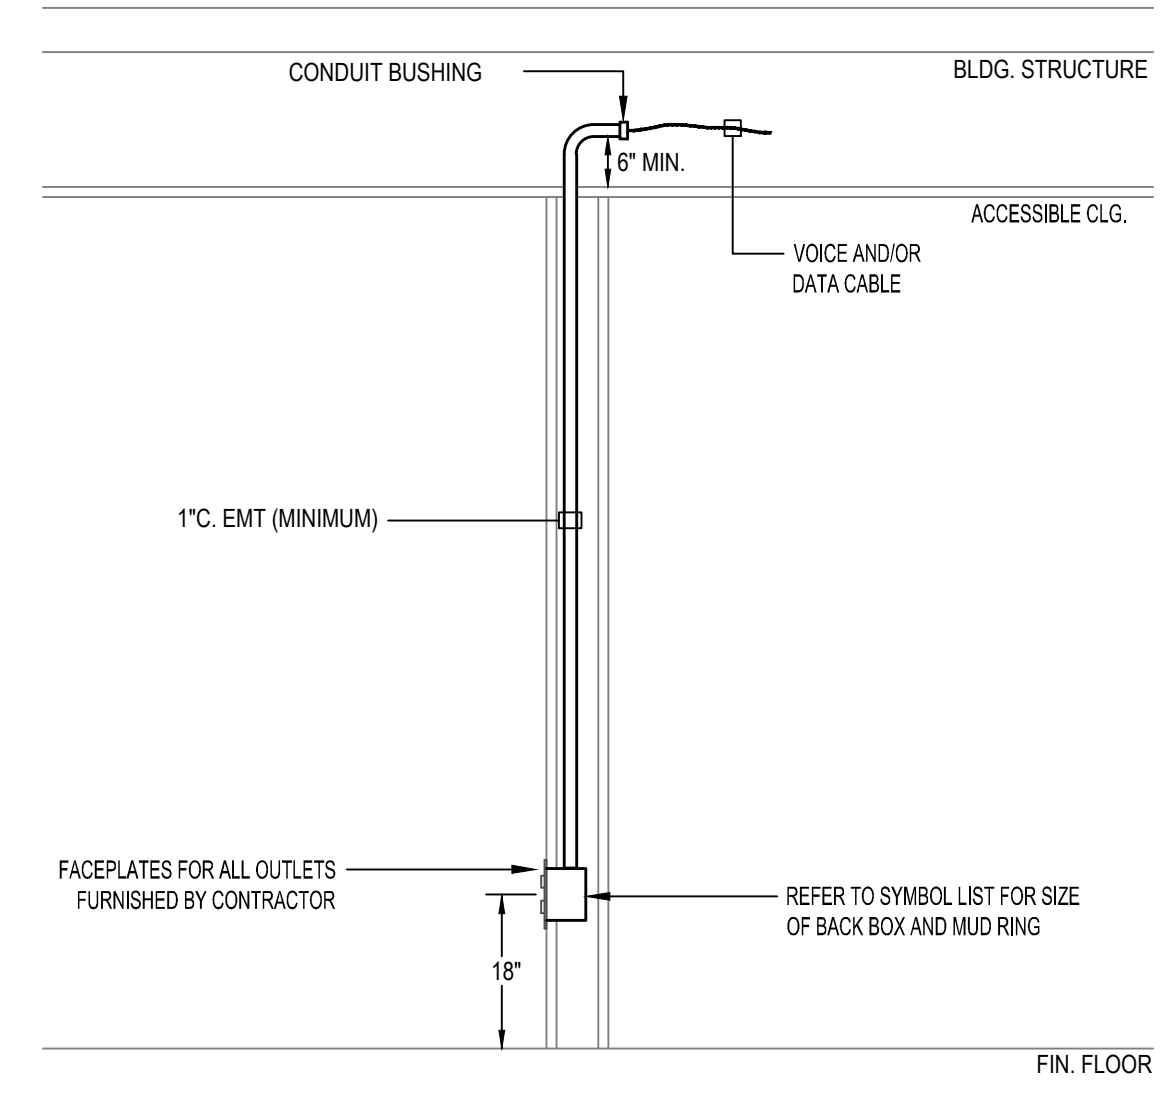 CONDUIT BUSHING
BLDG. STRUCTURE
6" MIN.
ACCESSIBLE CLG.
VOICE AND/OR
DATA CABLE
1"C. EMT (MINIMUM)
FACEPLATES FOR ALL OUTLETS
FURNISHED BY CONTRACTOR
REFER TO SYMBOL LIST FOR SIZE
OF BACK BOX AND MUD RING
18"
FIN. FLOOR